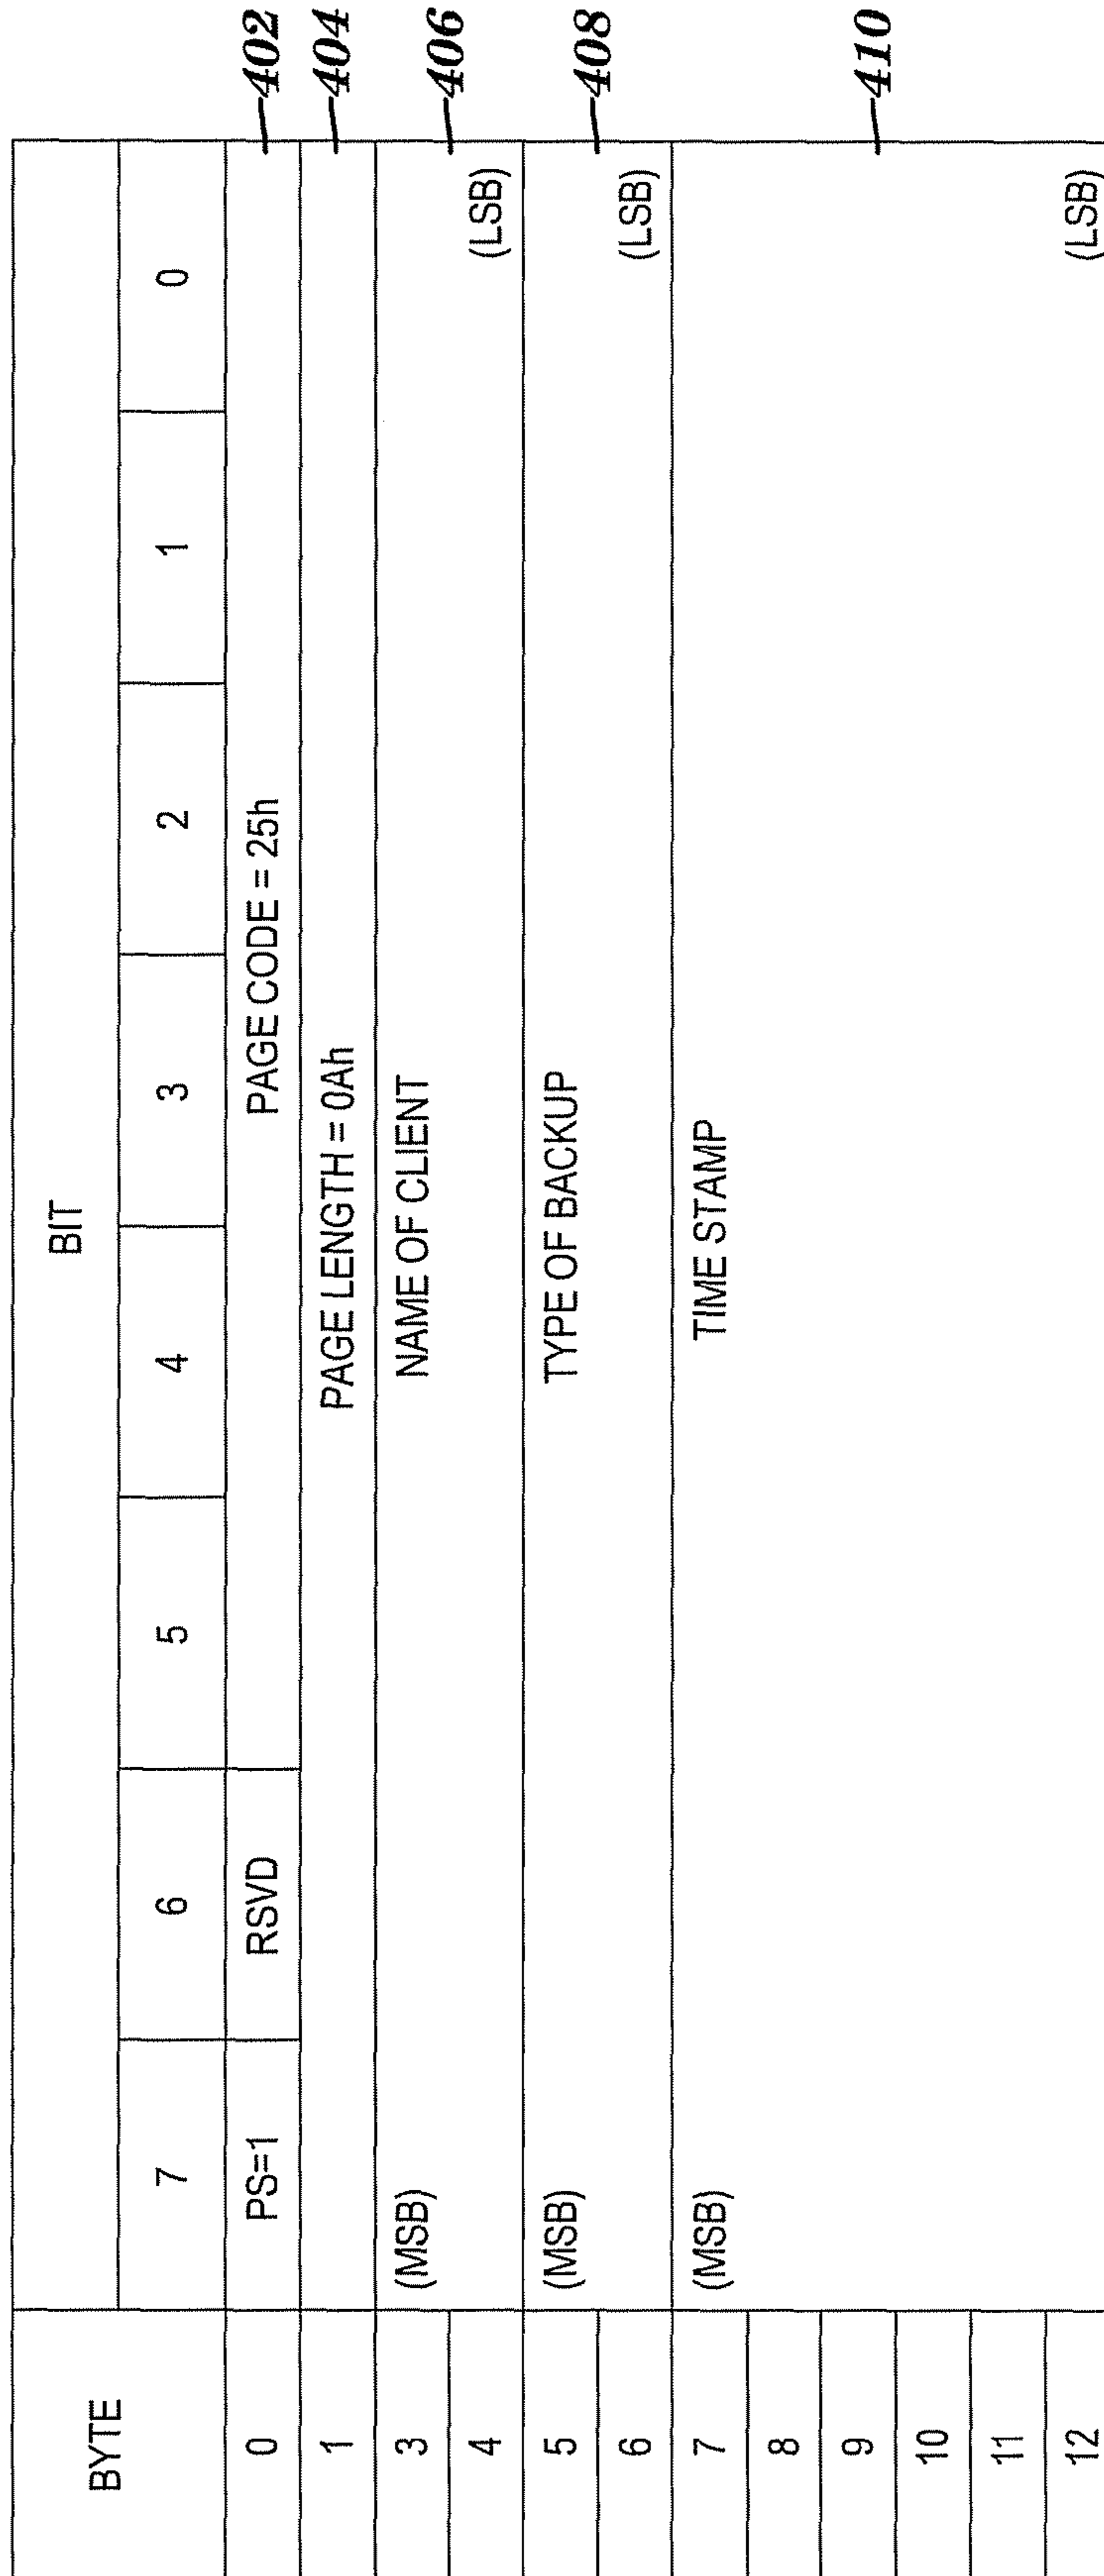 BYTE BIT
7 6 5 4 3 2 1 0
0 PS=1 RSVD PAGE CODE = 25h 402
1 PAGE LENGTH = 0Ah 404
3 (MSB) NAME OF CLIENT 406
4 (LSB)
5 (MSB) TYPE OF BACKUP 408
6 (LSB)
7 (MSB) TIME STAMP
8
9 410
10
11
12 (LSB)